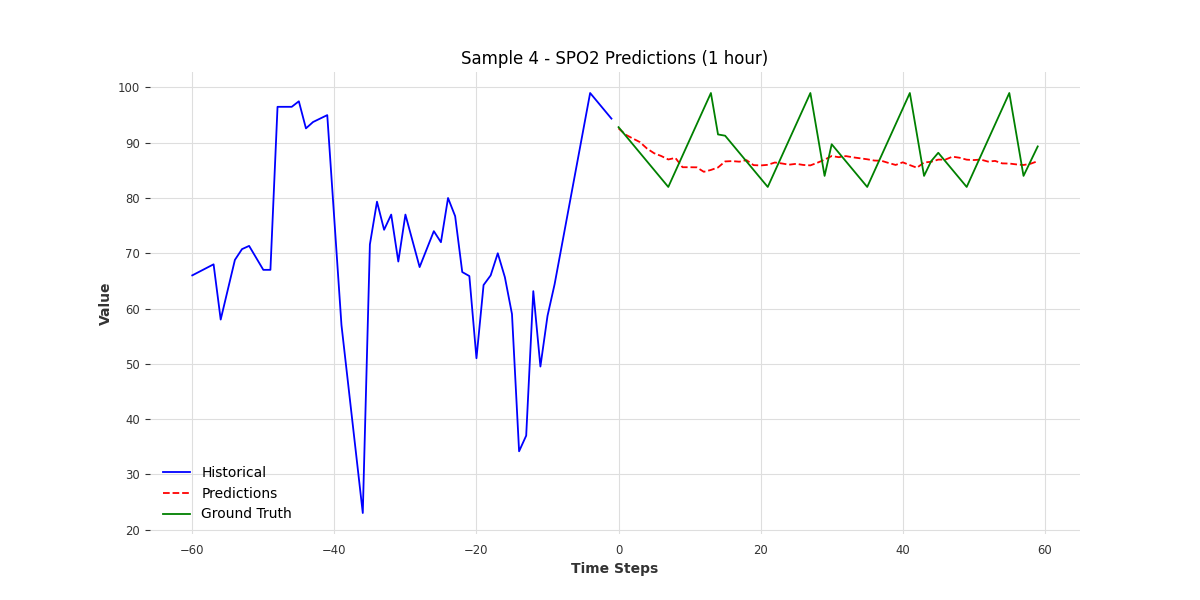 Sample 4 - SPO2 Predictions (1 hour)
100
90
80
70
60
50
40
30
20
Value
Historical
Predictions
Ground Truth
−60
−40
−20
0
20
40
60
Time Steps